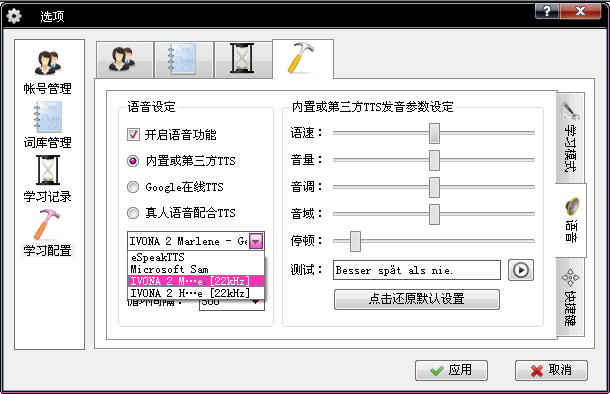 选项
?
帐号管理
词库管理
学习记录
学习配置
语音设定
开启语音功能
内置或第三方TTS
Google在线TTS
真人语音配合TTS
IVONA 2 Marlene - Ge
eSpeakTTS
Microsoft Sam
IVONA 2 M…e [22kHz]
IVONA 2 H…e [22kHz]
循环间隔：
500
内置或第三方TTS发音参数设定
语速：
音量：
音调：
音域：
停顿：
测试：
Besser spät als nie.
点击还原默认设置
学习模式
语音
快捷键
应用
取消